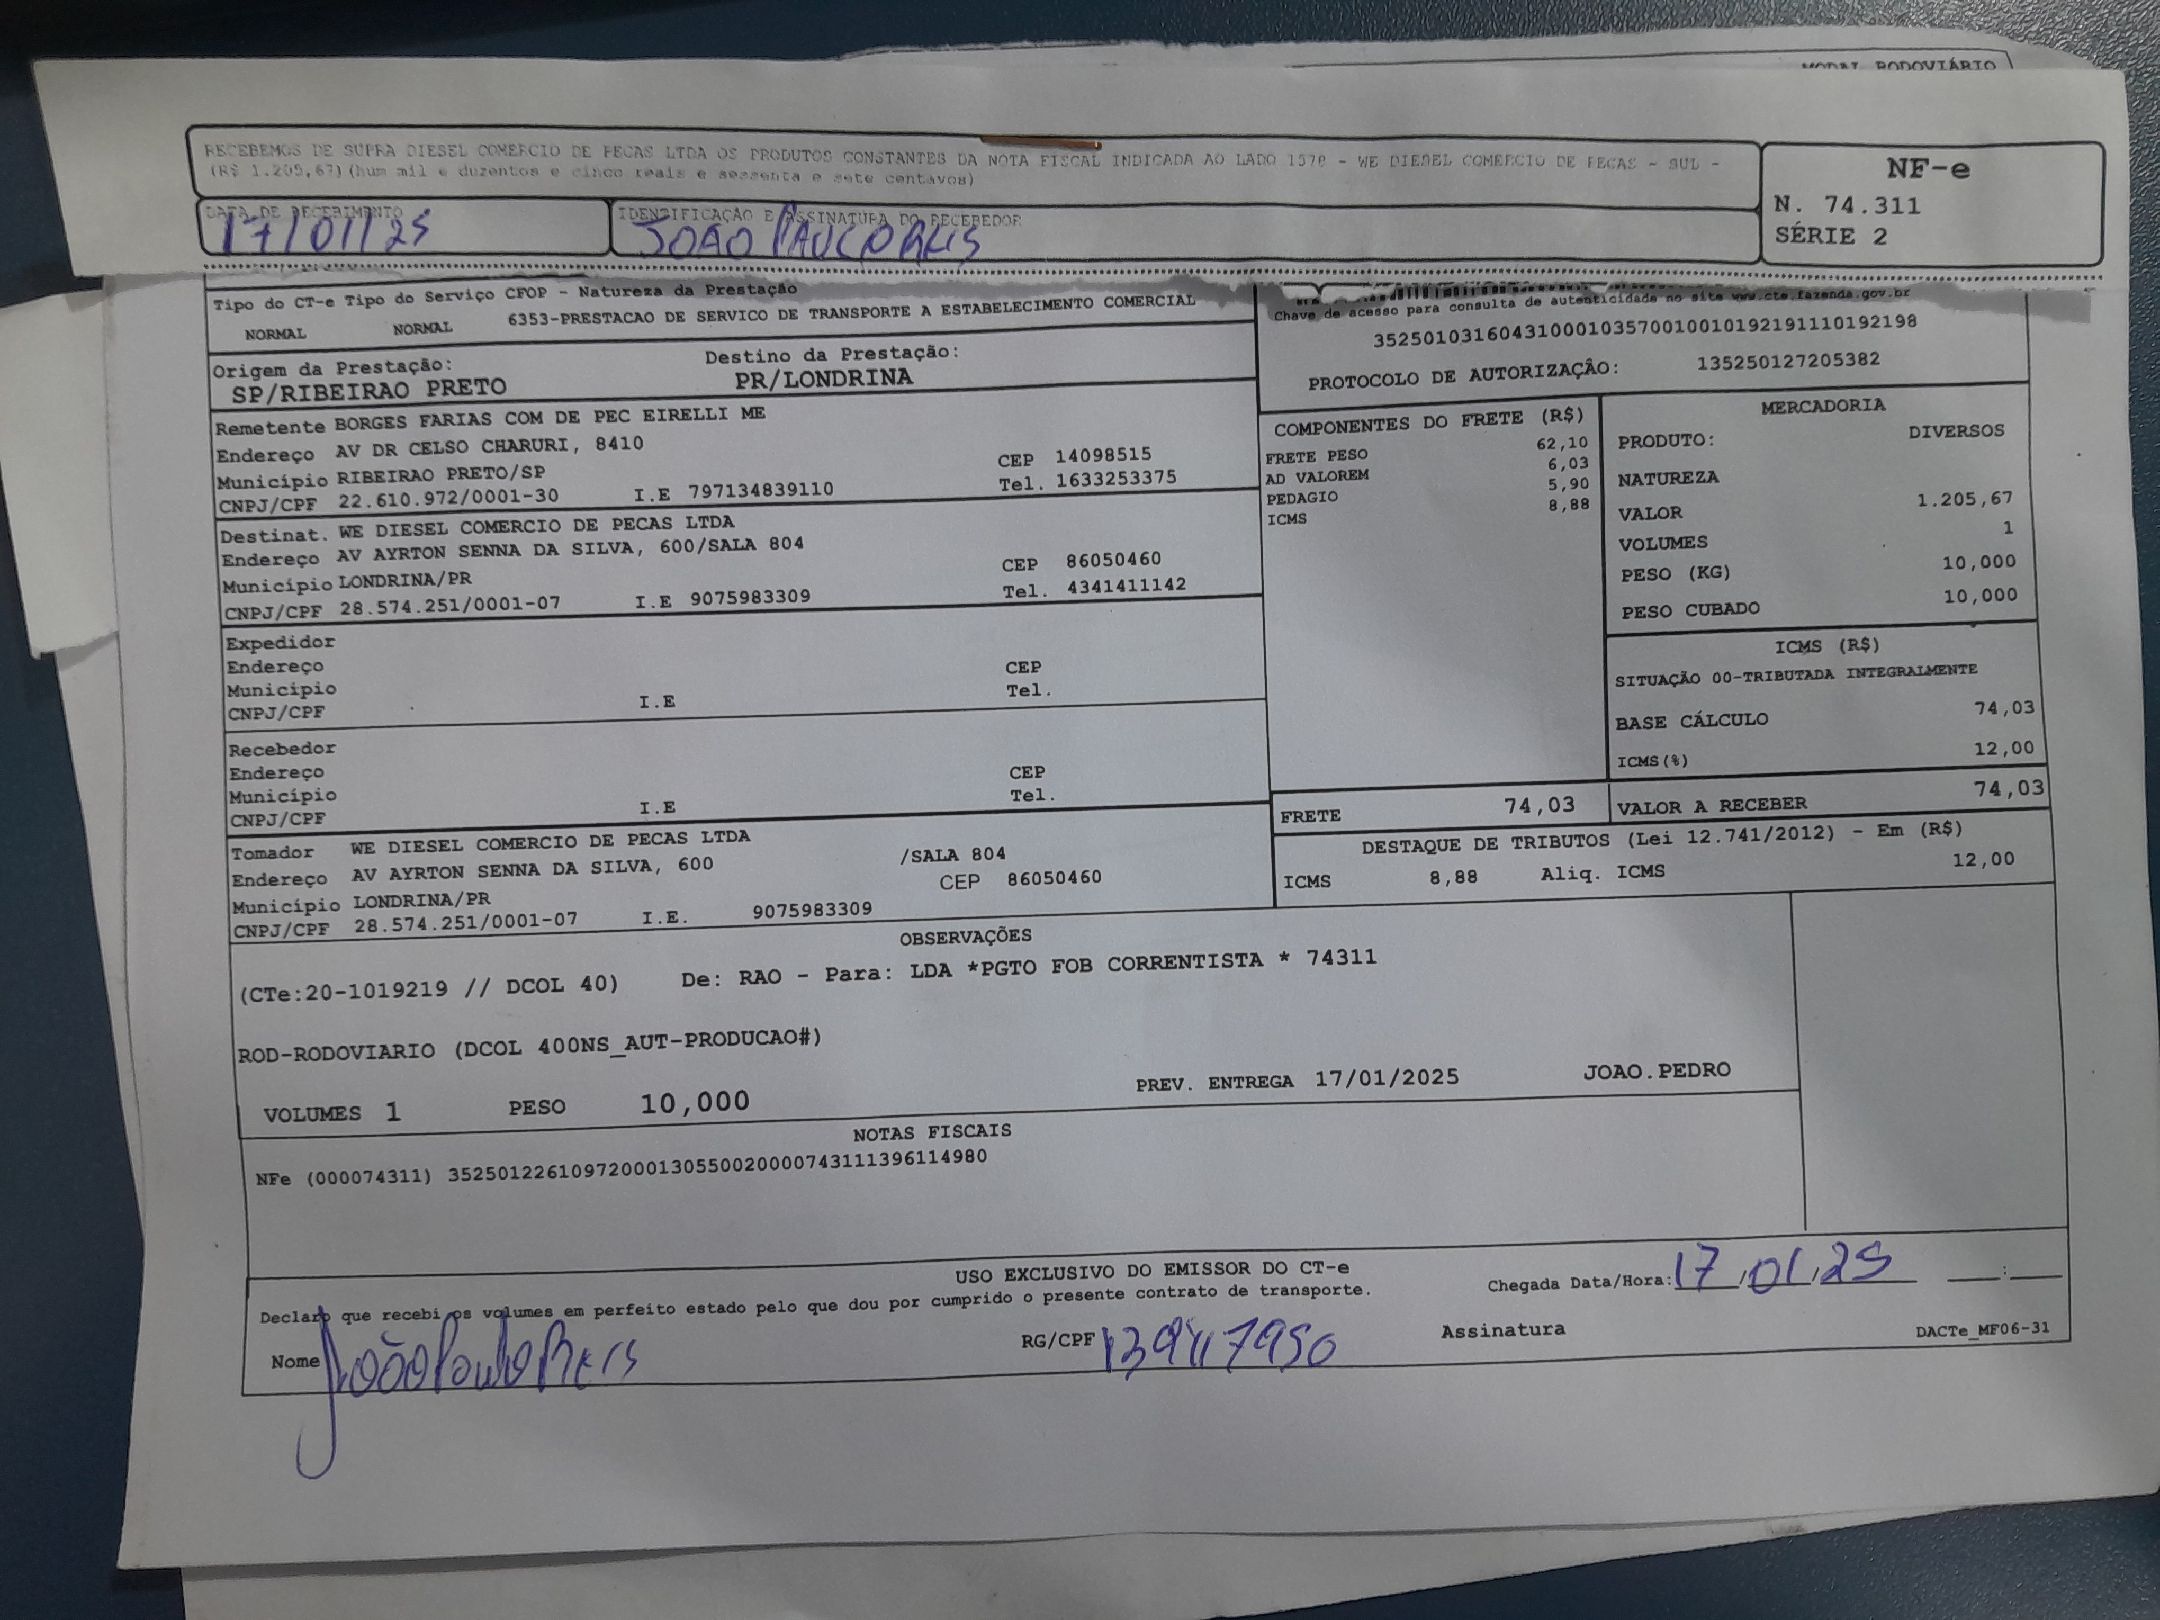 MODAL RODOVIÁRIO
RECEBEMOS DE SUPRA DIESEL COMERCIO DE PECAS LTDA OS PRODUTOS CONSTANTES DA NOTA FISCAL INDICADA AO LADO 1578 - WE DIESEL COMERCIO DE PECAS - SUL -
(R$ 1.205,67)(hum mil e duzentos e cinco reais e sessenta e sete centavos)
NF-e
N. 74.311
SÉRIE 2
DATA DE RECEBIMENTO
17/01/25
IDENTIFICAÇÃO E ASSINATURA DO RECEBEDOR
JOAO PAULO REIS
Tipo do CT-e Tipo do Serviço CFOP - Natureza da Prestação
NORMAL NORMAL 6353-PRESTACAO DE SERVICO DE TRANSPORTE A ESTABELECIMENTO COMERCIAL
Chave de acesso para consulta de autenticidade no site www.cte.fazenda.gov.br
35250103160431000103570010010192191110192198
PROTOCOLO DE AUTORIZAÇÂO: 135250127205382
Origem da Prestação: Destino da Prestação:
SP/RIBEIRAO PRETO PR/LONDRINA
Remetente BORGES FARIAS COM DE PEC EIRELLI ME
Endereço AV DR CELSO CHARURI, 8410
Município RIBEIRAO PRETO/SP CEP 14098515
CNPJ/CPF 22.610.972/0001-30 I.E 797134839110 Tel. 1633253375
Destinat. WE DIESEL COMERCIO DE PECAS LTDA
Endereço AV AYRTON SENNA DA SILVA, 600/SALA 804
Município LONDRINA/PR CEP 86050460
CNPJ/CPF 28.574.251/0001-07 I.E 9075983309 Tel. 4341411142
Expedidor
Endereço
Município CEP
CNPJ/CPF I.E Tel.
Recebedor
Endereço
Município CEP
CNPJ/CPF I.E Tel.
Tomador WE DIESEL COMERCIO DE PECAS LTDA
Endereço AV AYRTON SENNA DA SILVA, 600 /SALA 804
Município LONDRINA/PR CEP 86050460
CNPJ/CPF 28.574.251/0001-07 I.E. 9075983309
COMPONENTES DO FRETE (R$)
FRETE PESO 62,10
AD VALOREM 6,03
PEDAGIO 5,90
ICMS 8,88
MERCADORIA
PRODUTO: DIVERSOS
NATUREZA
VALOR 1.205,67
VOLUMES 1
PESO (KG) 10,000
PESO CUBADO 10,000
ICMS (R$)
SITUAÇÃO 00-TRIBUTADA INTEGRALMENTE
BASE CÁLCULO 74,03
ICMS(%) 12,00
FRETE 74,03 VALOR A RECEBER 74,03
DESTAQUE DE TRIBUTOS (Lei 12.741/2012) - Em (R$)
ICMS 8,88 Aliq. ICMS 12,00
OBSERVAÇÕES
(CTe:20-1019219 // DCOL 40) De: RAO - Para: LDA *PGTO FOB CORRENTISTA * 74311
ROD-RODOVIARIO (DCOL 400NS_AUT-PRODUCAO#)
VOLUMES 1 PESO 10,000 PREV. ENTREGA 17/01/2025 JOAO.PEDRO
NOTAS FISCAIS
NFe (000074311) 35250122610972000130550020000743111396114980
USO EXCLUSIVO DO EMISSOR DO CT-e
Declaro que recebi os volumes em perfeito estado pelo que dou por cumprido o presente contrato de transporte.
Chegada Data/Hora: 17/01/25 __:__
Nome João Paulo Reis RG/CPF Assinatura
DACTe_MF06-31